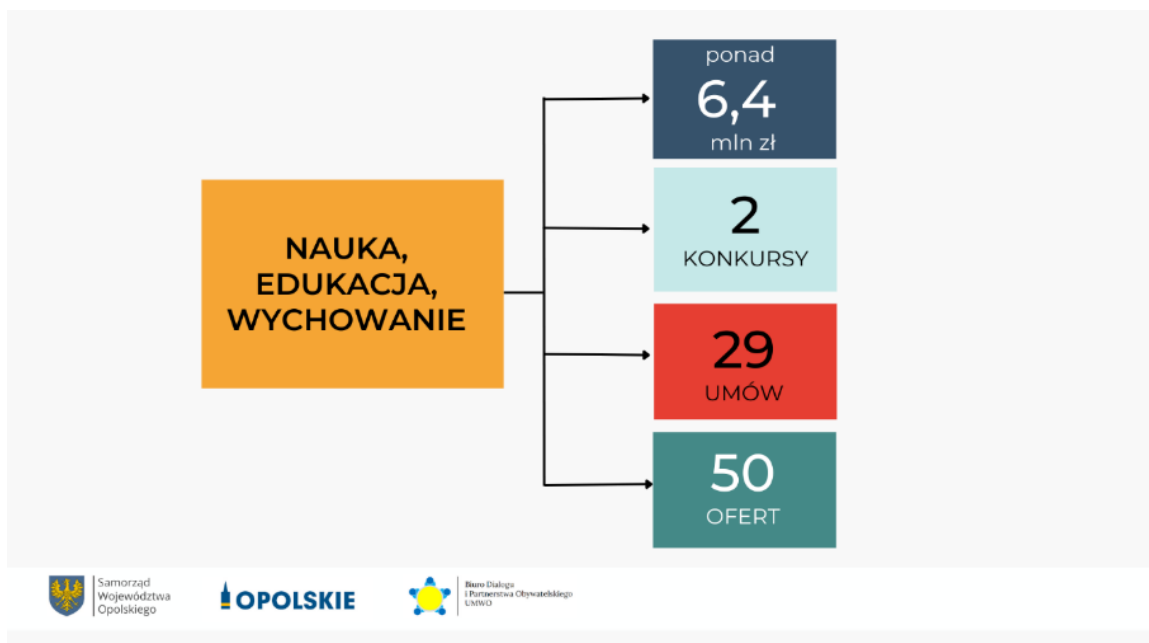 NAUKA,
EDUKACJA,
WYCHOWANIE
ponad
6,4
mln zł
2
KONKURSY
29
UMÓW
50
OFERT
Samorząd
Województwa
Opolskiego
OPOLSKIE
Biuro Dialogu
i Partnerstwa Obywatelskiego
UMWO